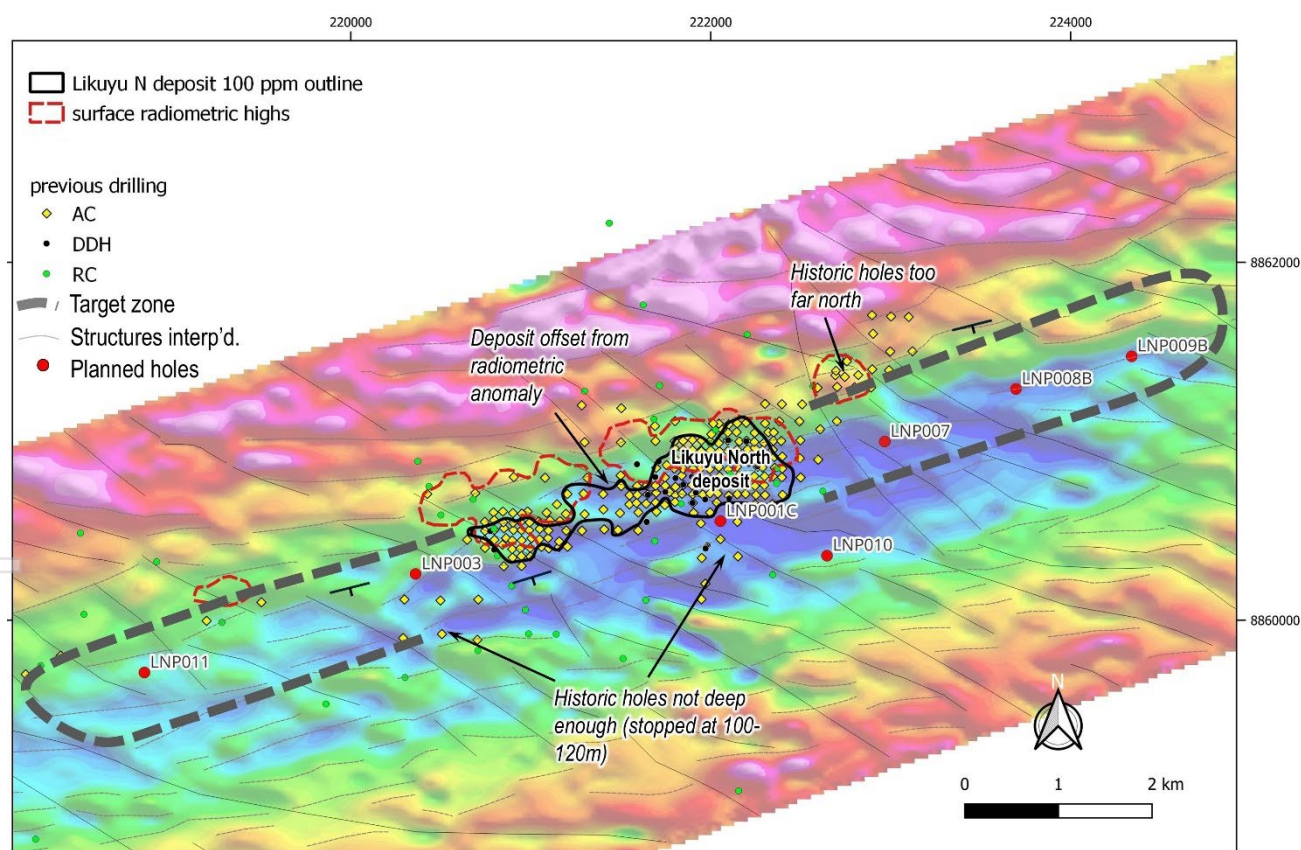 220000
222000
224000
Likuyu N deposit 100 ppm outline
surface radiometric highs
previous drilling
AC
DDH
RC
Target zone
Structures interp'd.
Planned holes
8862000
8862000
Historic holes too
far north
Deposit offset from
radiometric
anomaly
LNP009B
LNP008B
LNP007
Likuyu North
deposit
LNP001C
LNP010
LNP003
8860000
LNP011
Historic holes not deep
enough (stopped at 100-
120m)
N
0 1 2 km